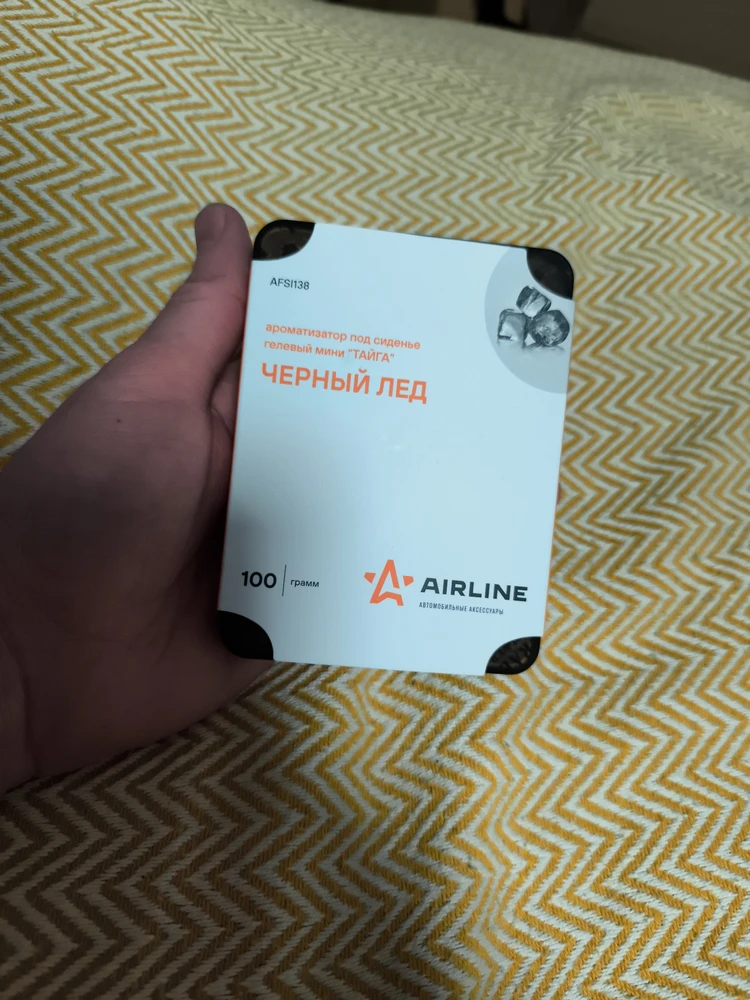 AFSI138
ароматизатор под сиденье
гелевый мини "ТАЙГА"
ЧЕРНЫЙ ЛЕД
100 грамм
AIRLINE
АВТОМОБИЛЬНЫЕ АКСЕССУАРЫ